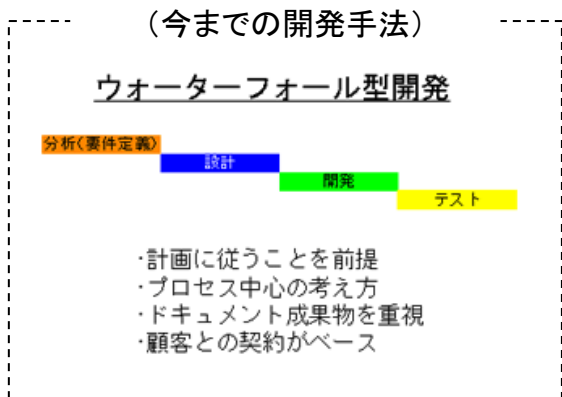 （今までの開発手法）
ウォーターフォール型開発
分析(要件定義)
設計
開発
テスト
･計画に従うことを前提
･プロセス中心の考え方
･ドキュメント成果物を重視
･顧客との契約がベース